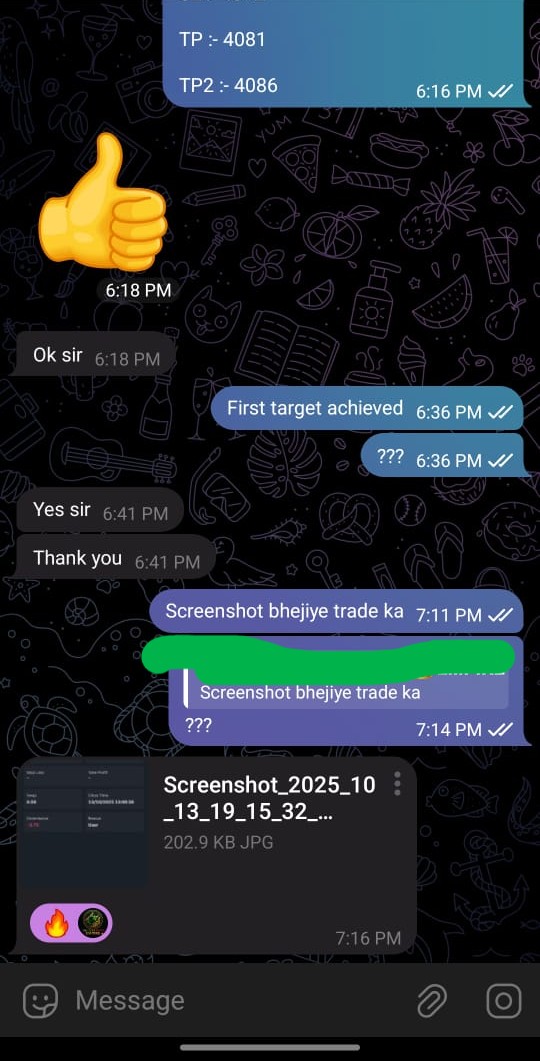 TP :- 4081
TP2 :- 4086
6:16 PM
6:18 PM
Ok sir 6:18 PM
First target achieved 6:36 PM
??? 6:36 PM
Yes sir 6:41 PM
Thank you 6:41 PM
Screenshot bhejiye trade ka 7:11 PM
Screenshot bhejiye trade ka
??? 7:14 PM
Screenshot_2025_10
_13_19_15_32_...
202.9 KB JPG
7:16 PM
Message